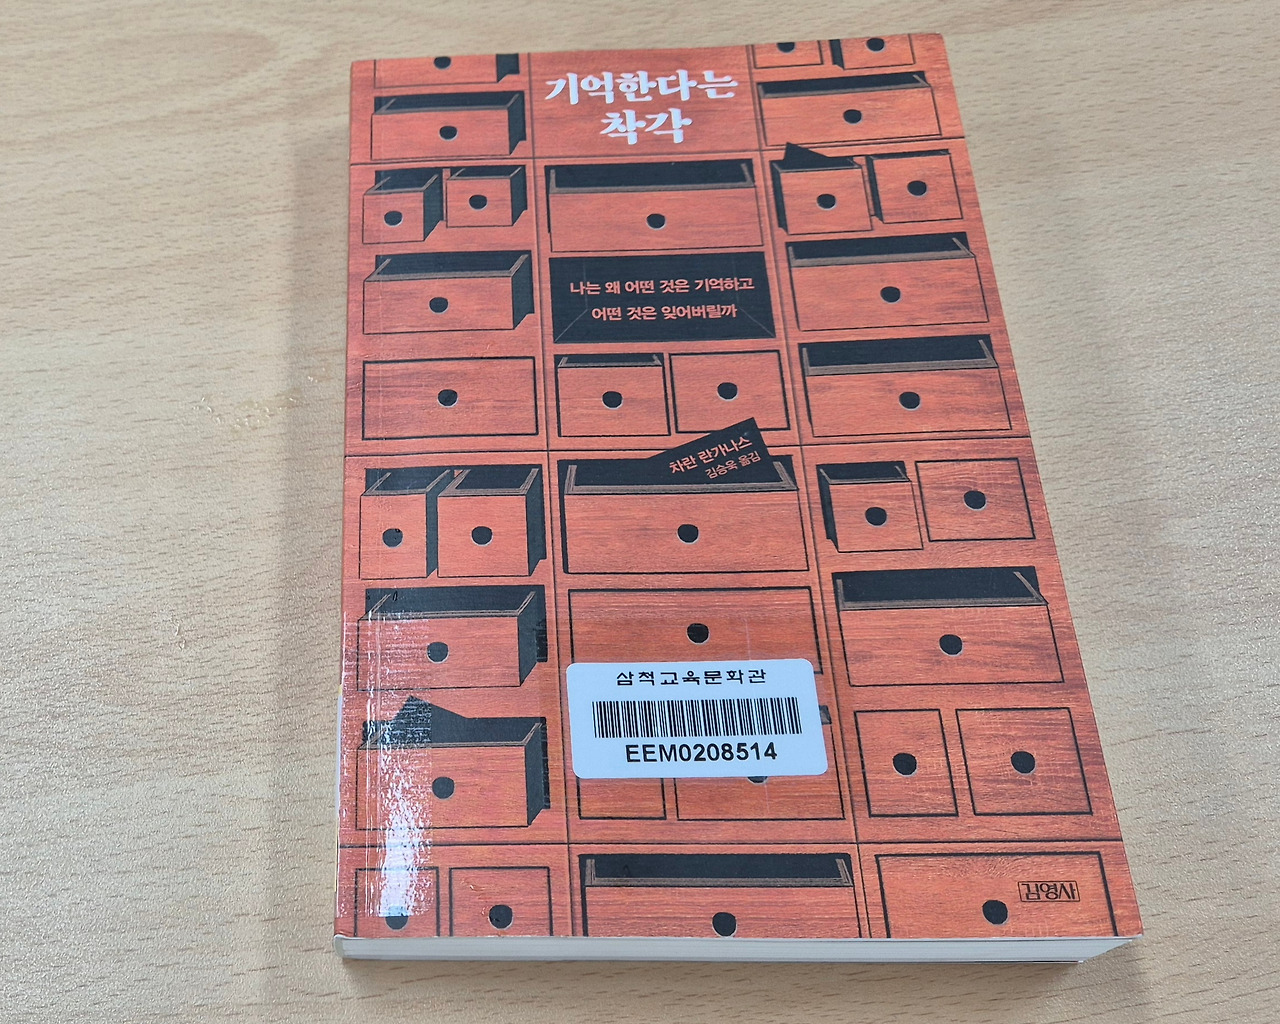 기억한다는
착각
나는 왜 어떤 것은 기억하고
어떤 것은 잊어버릴까
차란 란가나스
김승욱 옮김
삼척교육문화관
EEM0208514
김영사